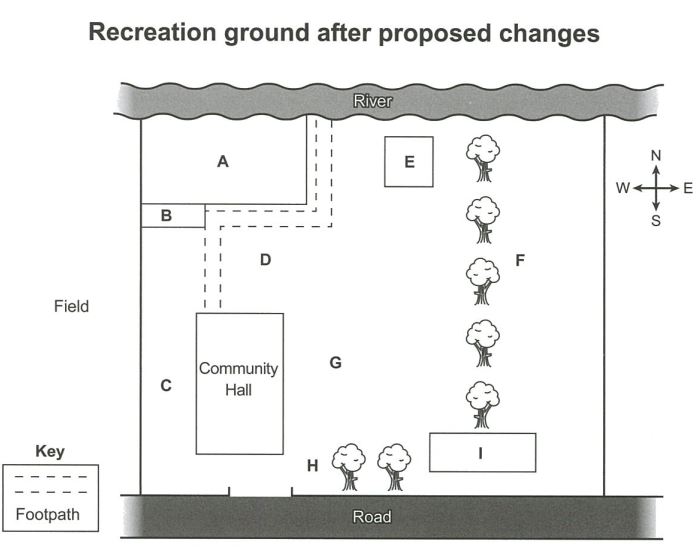 Recreation ground after proposed changes
River
A
E
N
W E
S
B
D
F
Field
Community
Hall
G
C
I
H
Key
Footpath
Road